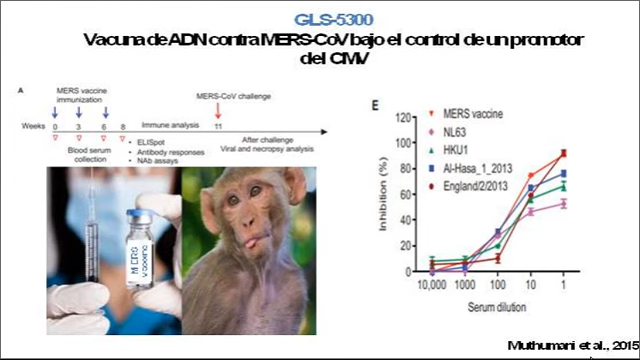 GLS-5300
Vacuna de ADN contra MERS-CoV bajo el control de un promotor
del CMV
A
MERS vaccine
immunization
MERS-CoV challenge
Weeks 0 3 6 8 Immune analysis 11
Blood serum
collection
• ELISpot
• Antibody responses
• NAb assays
After challenge
Viral and necropsy analysis
MERS
vaccine
E
Inhibition (%)
120
100
80
60
40
20
0
10,000 1000 100 10 1
Serum dilution
MERS vaccine
NL63
HKU1
Al-Hasa_1_2013
England/2/2013
Muthumani et al., 2015